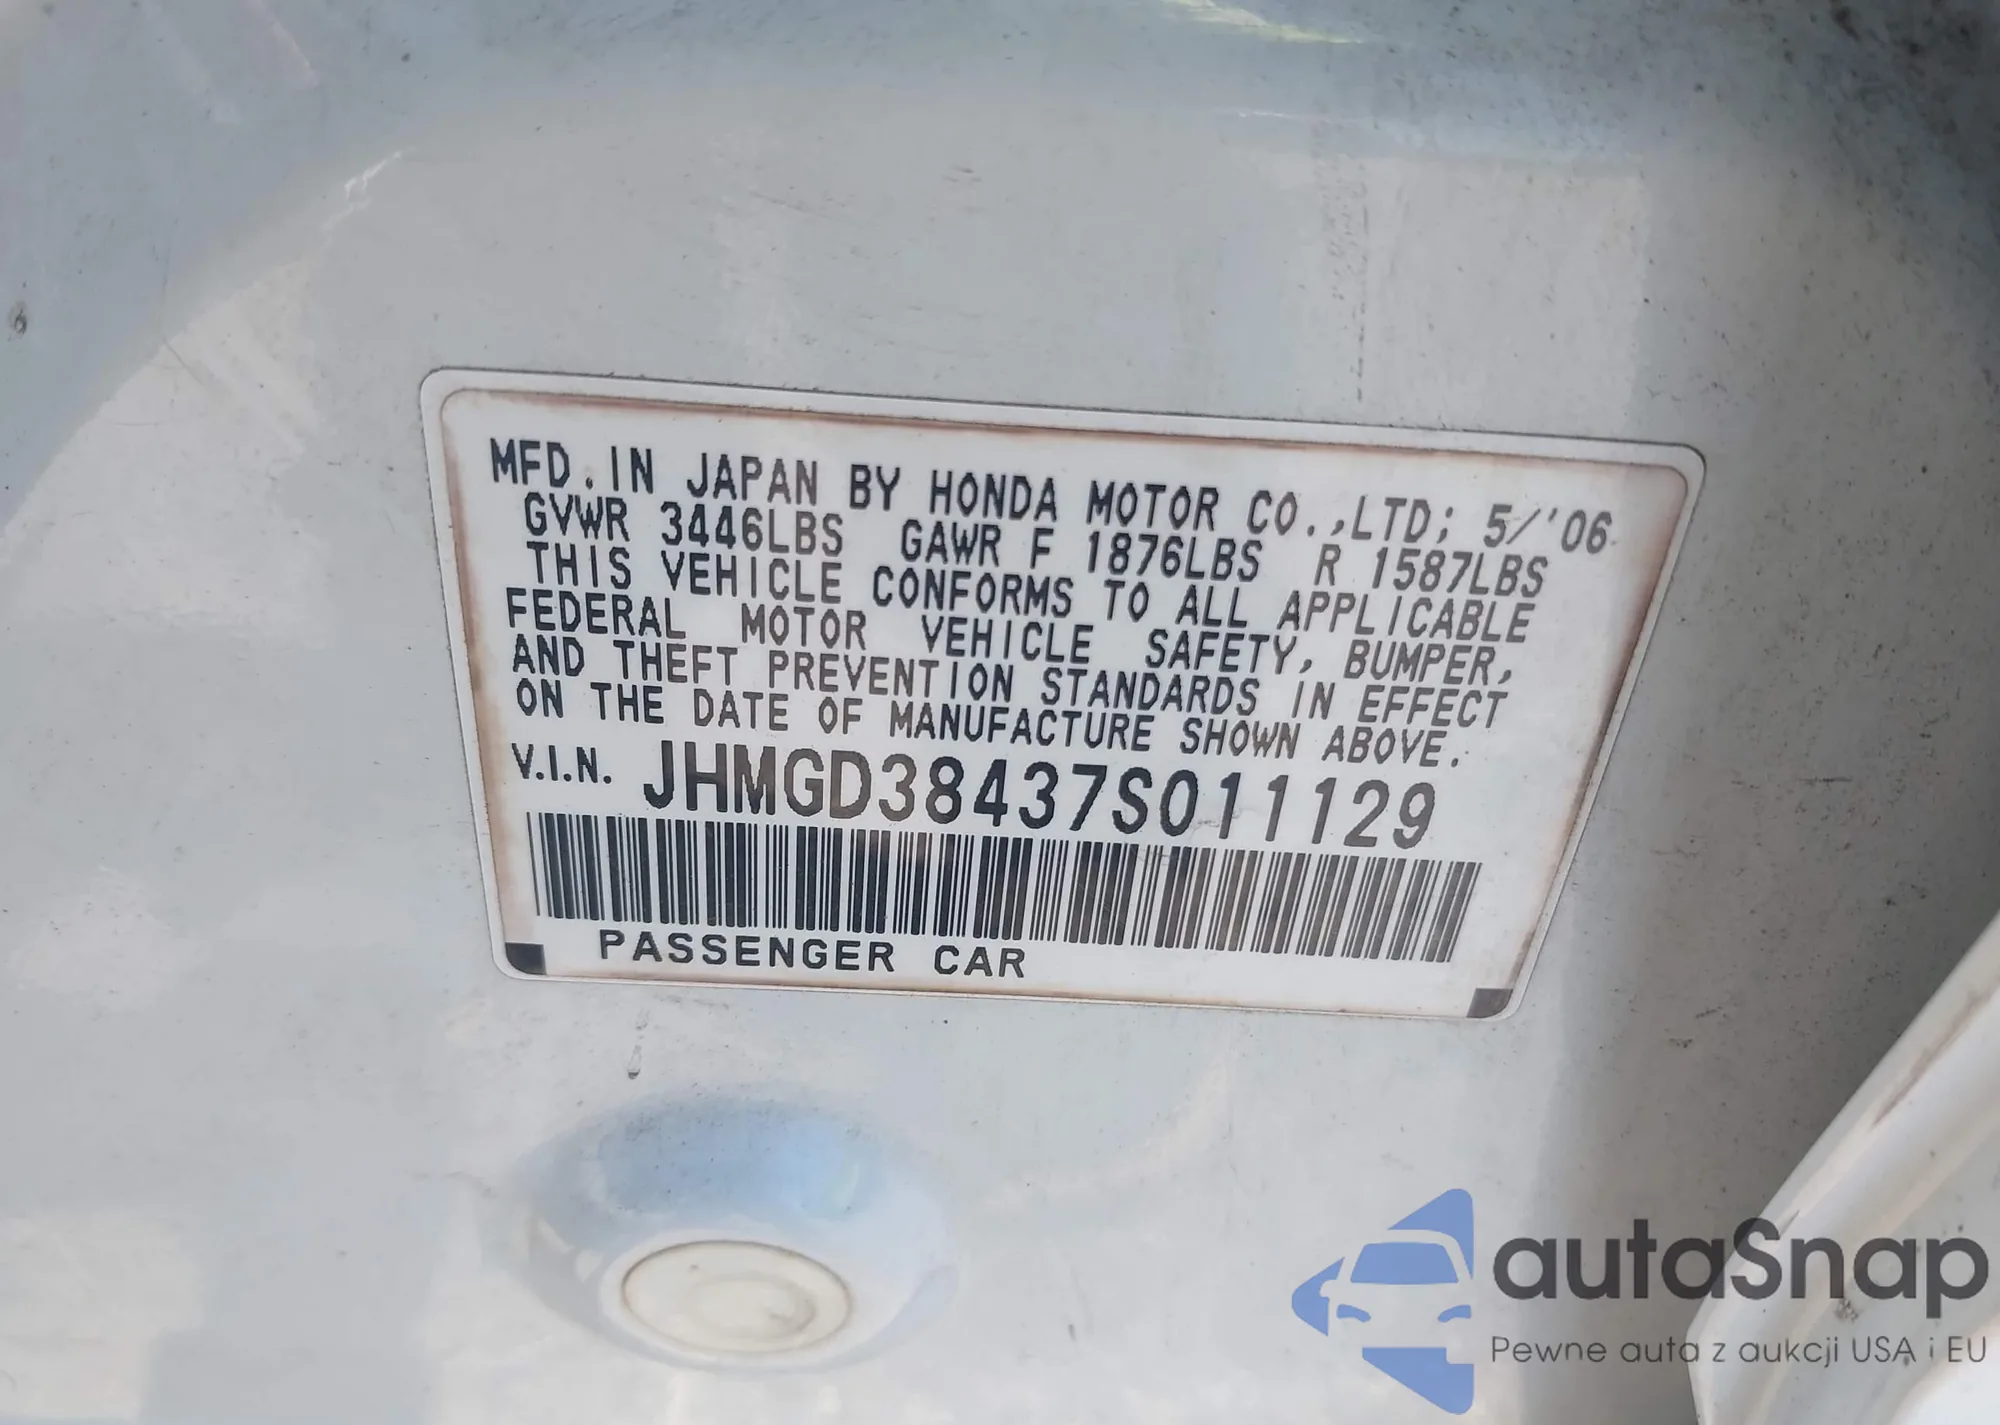 MFD. IN JAPAN BY HONDA MOTOR CO.,LTD; 5/'06
GVWR 3446LBS GAWR F 1876LBS R 1587LBS
THIS VEHICLE CONFORMS TO ALL APPLICABLE
FEDERAL MOTOR VEHICLE SAFETY, BUMPER,
AND THEFT PREVENTION STANDARDS IN EFFECT
ON THE DATE OF MANUFACTURE SHOWN ABOVE.
V.I.N. JHMGD38437S011129
PASSENGER CAR
autaSnap
Pewne auta z aukcji USA i EU